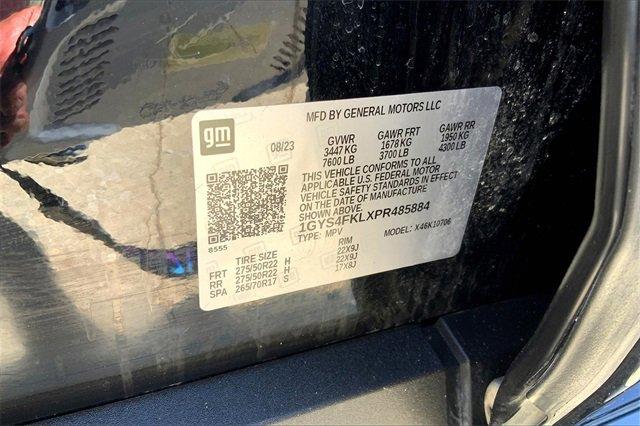 MFD BY GENERAL MOTORS LLC
gm
08/23
GVWR GAWR FRT GAWR RR
3447 KG 1678 KG 1950 KG
7600 LB 3700 LB 4300 LB
THIS VEHICLE CONFORMS TO ALL
APPLICABLE U.S. FEDERAL MOTOR
VEHICLE SAFETY STANDARDS IN EFFECT
ON THE DATE OF MANUFACTURE
SHOWN ABOVE.
1GYS4FKLXPR485884
TYPE: MPV MODEL: X46K10706
8555
TIRE SIZE RIM
FRT 275/50R22 H 22X9J
RR 275/50R22 H 22X9J
SPA 265/70R17 S 17X8J